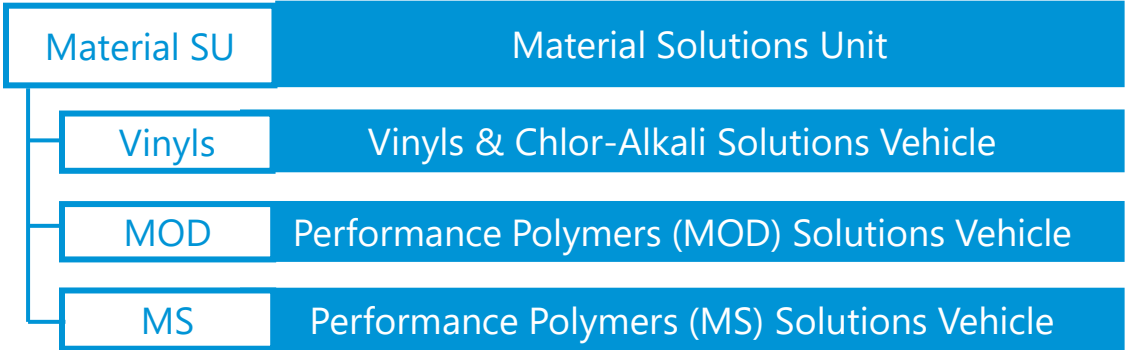 Material SU Material Solutions Unit
Vinyls Vinyls & Chlor-Alkali Solutions Vehicle
MOD Performance Polymers (MOD) Solutions Vehicle
MS Performance Polymers (MS) Solutions Vehicle